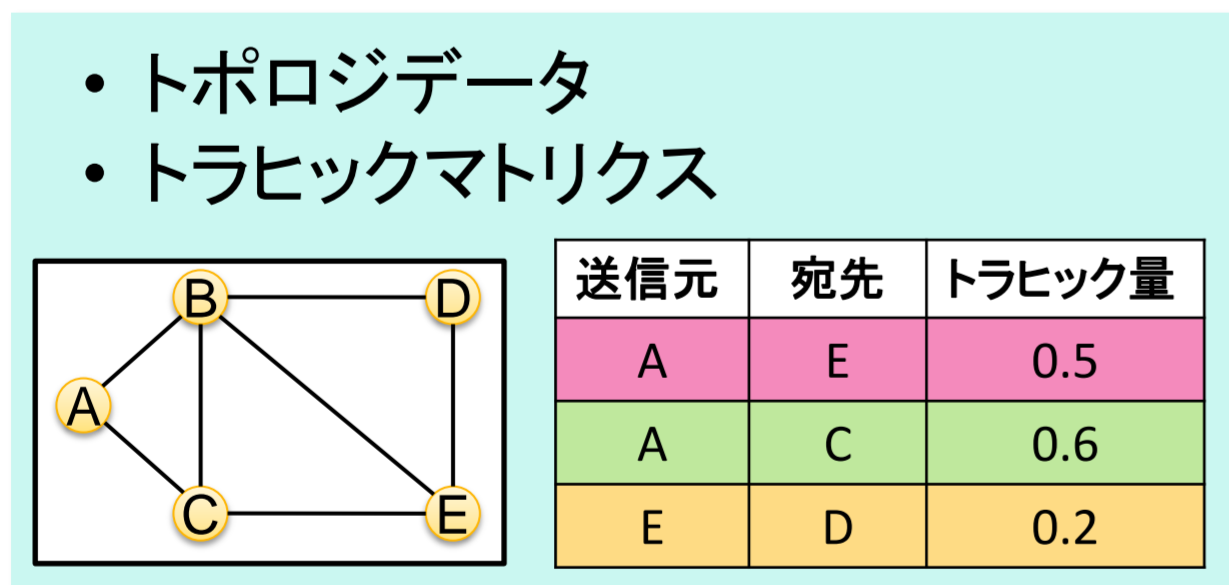 • トポロジデータ
• トラヒックマトリクス
B D
A
C E
送信元 宛先 トラヒック量
A E 0.5
A C 0.6
E D 0.2